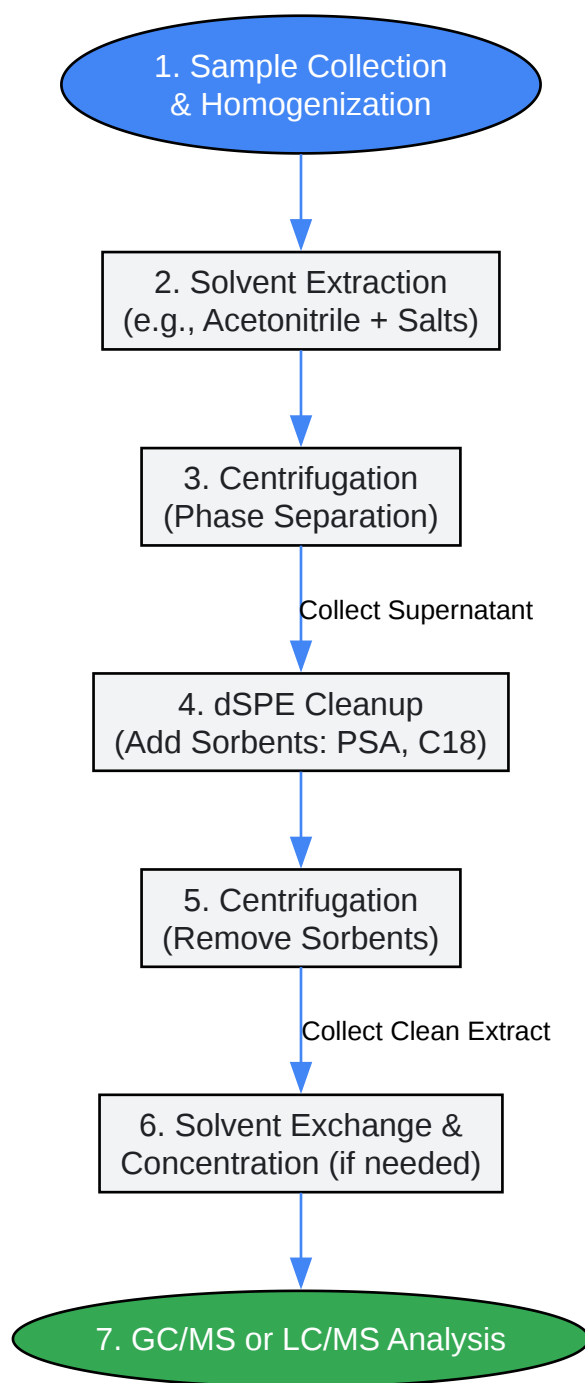 1. Sample Collection
& Homogenization
2. Solvent Extraction
(e.g., Acetonitrile + Salts)
3. Centrifugation
(Phase Separation)
Collect Supernatant
4. dSPE Cleanup
(Add Sorbents: PSA, C18)
5. Centrifugation
(Remove Sorbents)
Collect Clean Extract
6. Solvent Exchange &
Concentration (if needed)
7. GC/MS or LC/MS Analysis